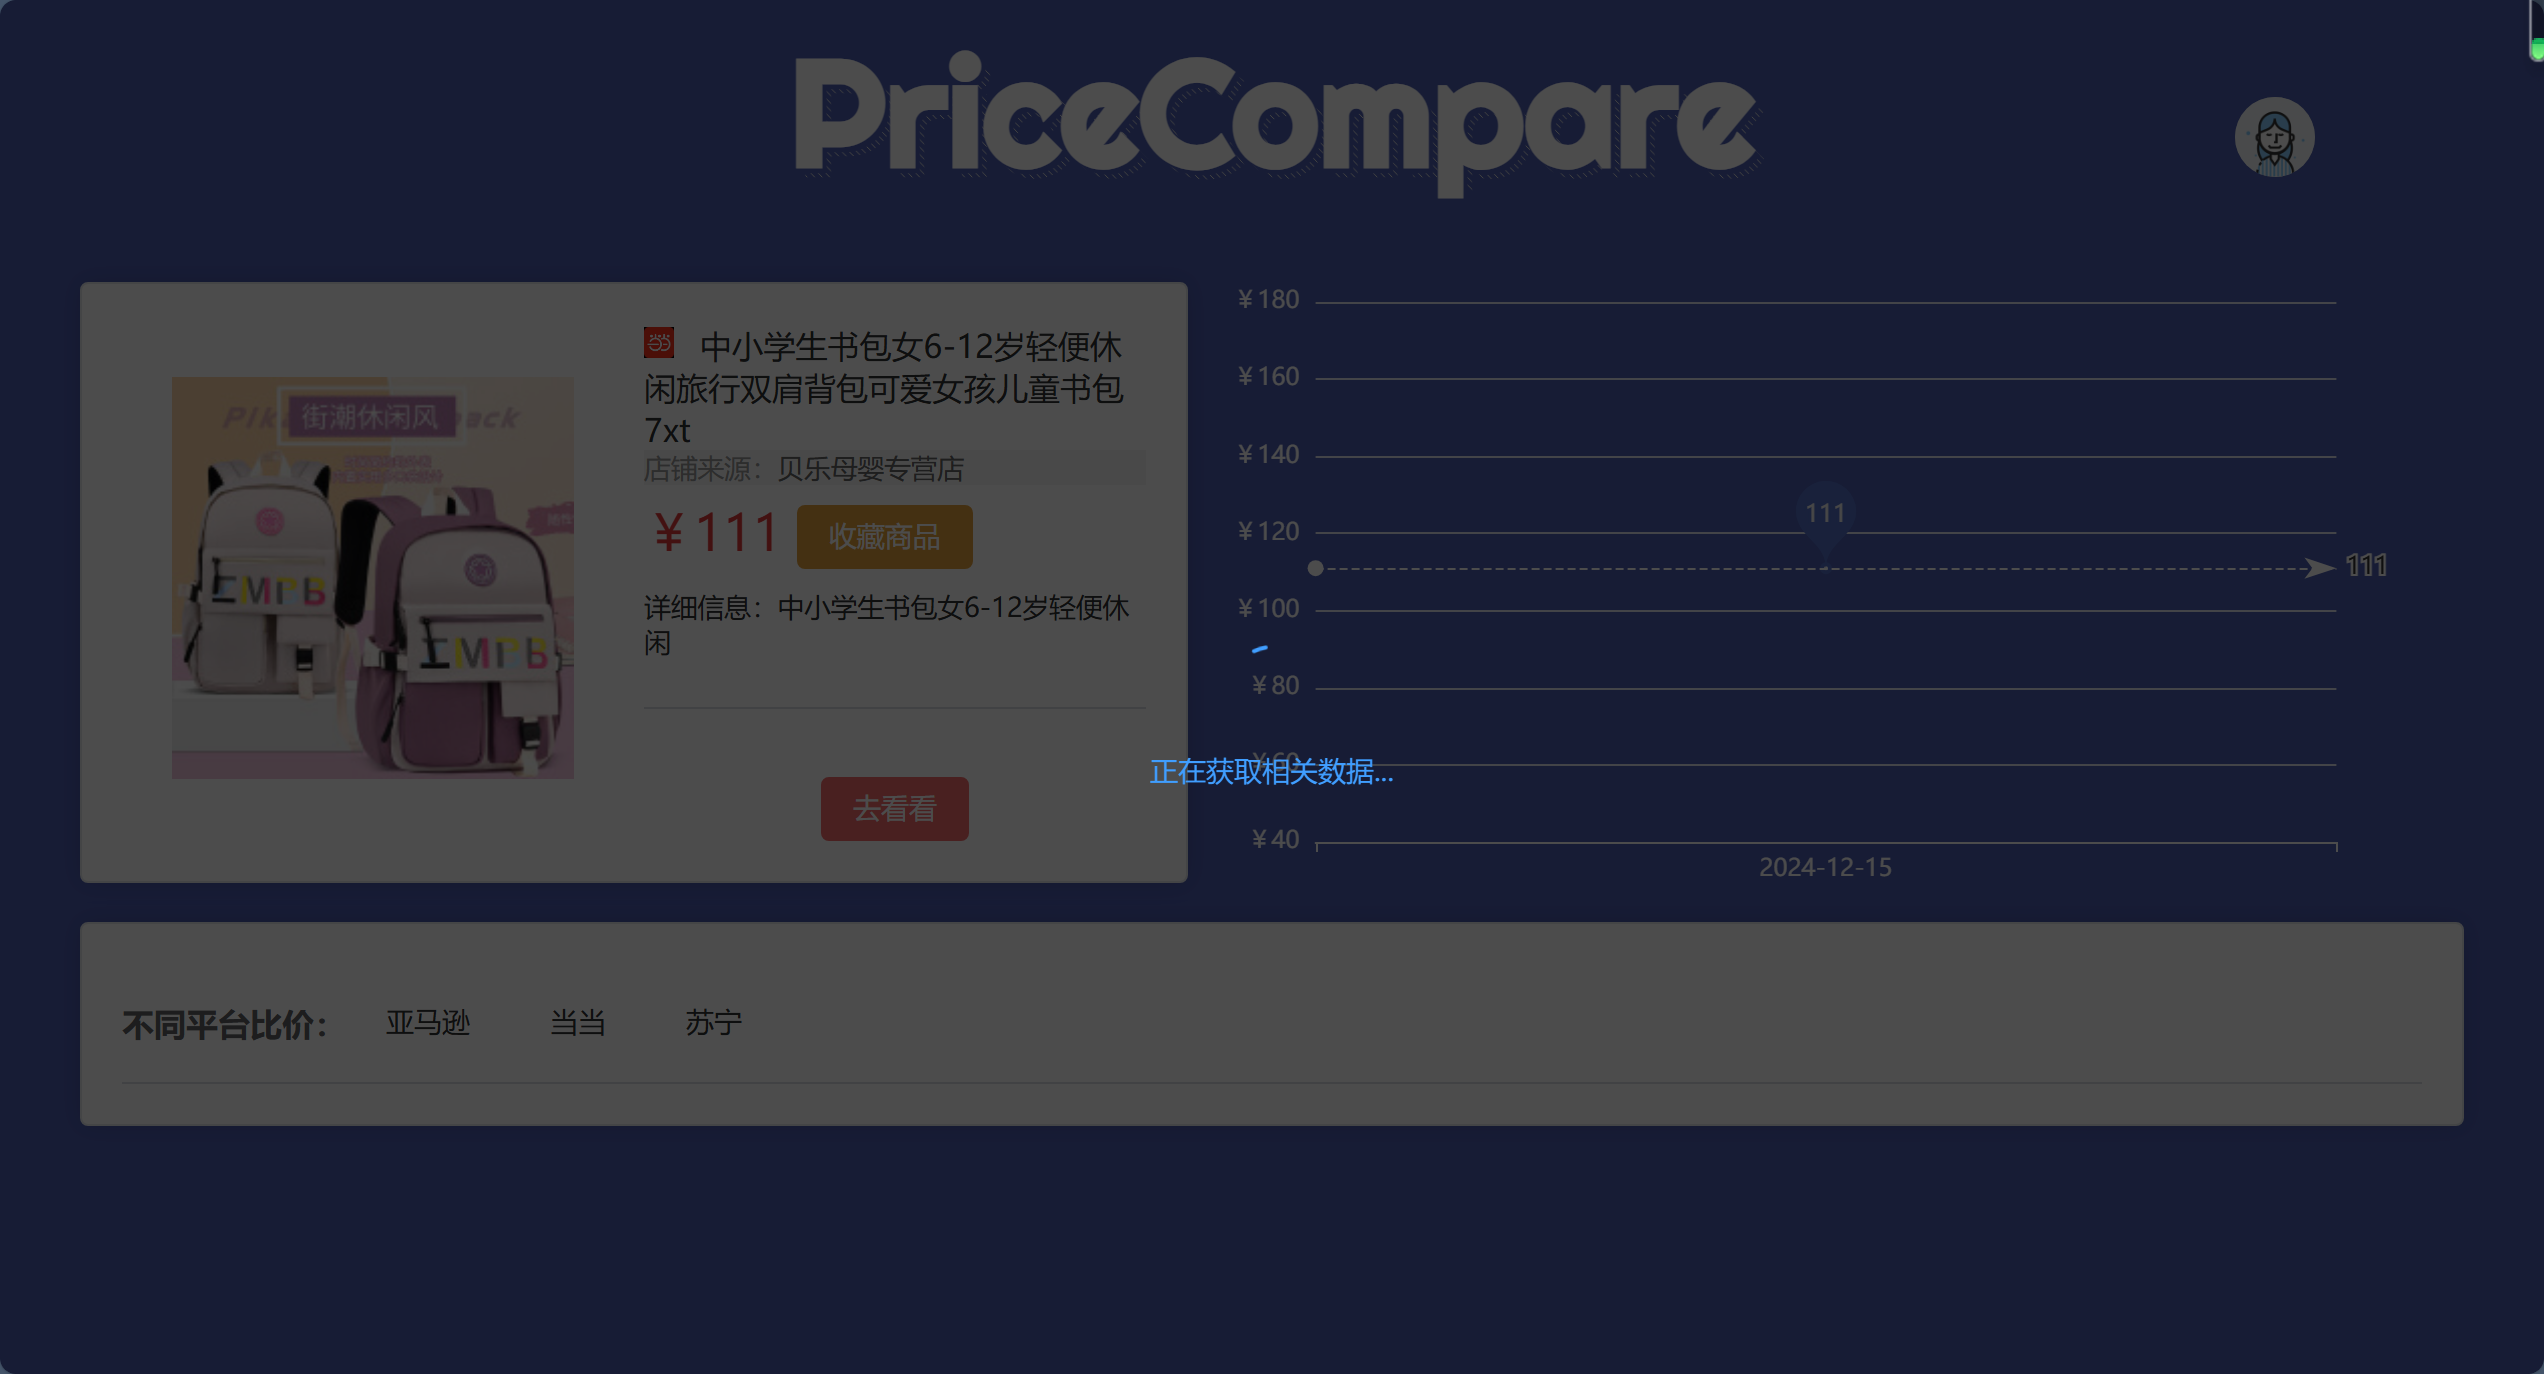 PriceCompare
中小学生书包女6-12岁轻便休
闲旅行双肩背包可爱女孩儿童书包
7xt
店铺来源：贝乐母婴专营店
¥111 收藏商品
详细信息：中小学生书包女6-12岁轻便休
闲
去看看
街潮休闲风
ack
¥180
¥160
¥140
¥120
¥100
¥80
¥60
¥40
111
111
2024-12-15
正在获取相关数据...
不同平台比价： 亚马逊 当当 苏宁